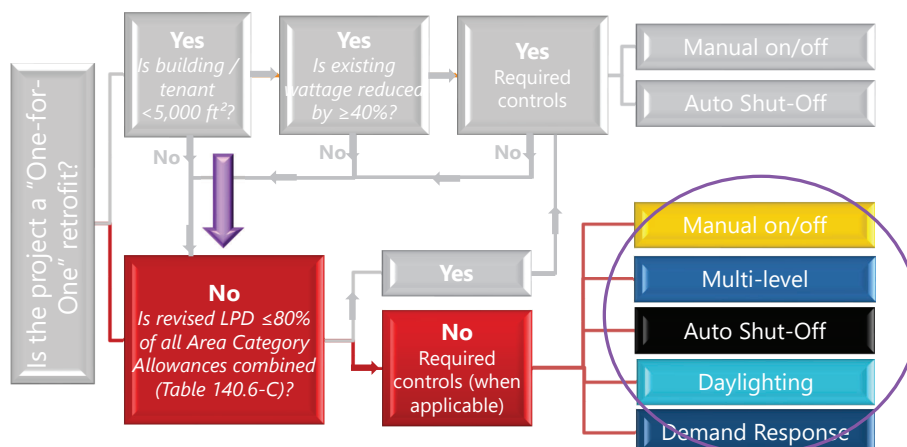 Is the project a “One-for-
One” retrofit?
Yes
Is building /
tenant
<5,000 ft²?
Yes
Is existing
wattage reduced
by ≥40%?
Yes
Required
controls
Manual on/off
Auto Shut-Off
No
No
No
No
Is revised LPD ≤80%
of all Area Category
Allowances combined
(Table 140.6-C)?
Yes
No
Required
controls (when
applicable)
Manual on/off
Multi-level
Auto Shut-Off
Daylighting
Demand Response